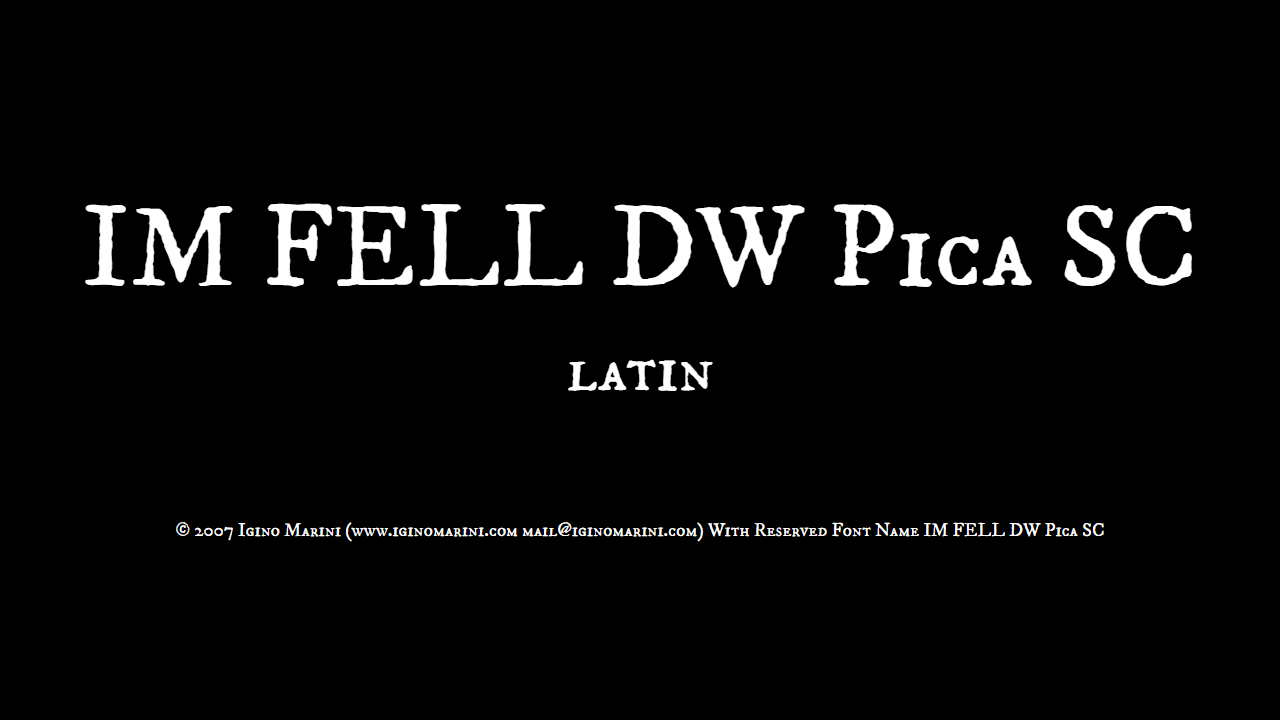 IM FELL DW Pica SC
latin
© 2007 Igino Marini (www.iginomarini.com mail@iginomarini.com) With Reserved Font Name IM FELL DW Pica SC